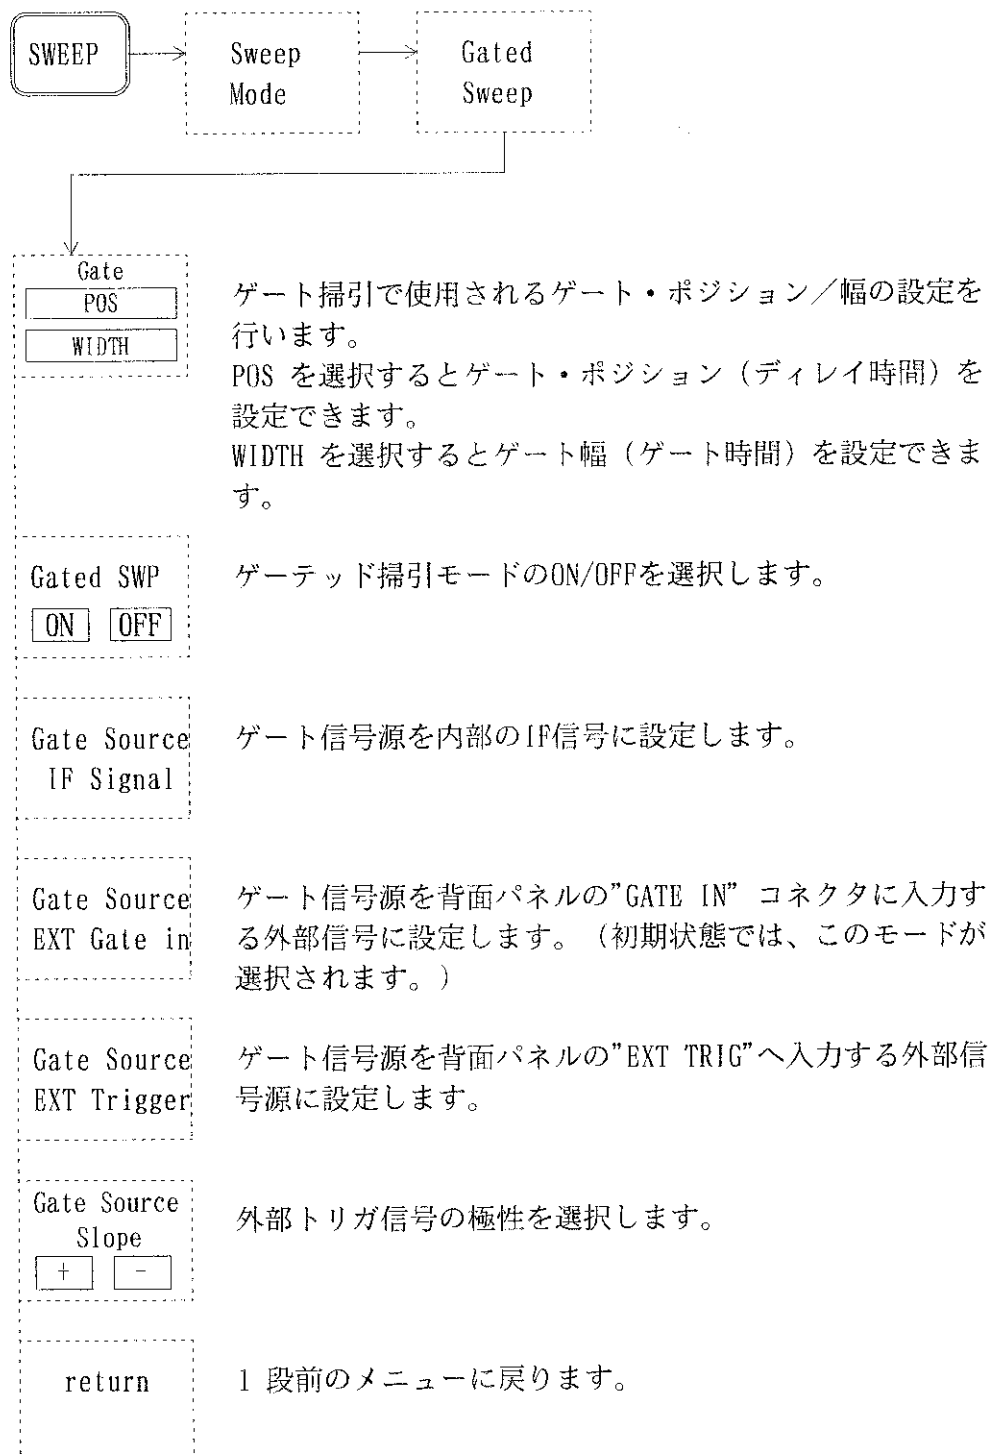 SWEEP
Sweep
Mode
Gated
Sweep
Gate
POS
WIDTH
ゲート掃引で使用されるゲート・ポジション／幅の設定を
行います。
POS を選択するとゲート・ポジション（ディレイ時間）を
設定できます。
WIDTH を選択するとゲート幅（ゲート時間）を設定できま
す。
Gated SWP
ON OFF
ゲーテッド掃引モードのON/OFFを選択します。
Gate Source
IF Signal
ゲート信号源を内部のIF信号に設定します。
Gate Source
EXT Gate in
ゲート信号源を背面パネルの"GATE IN" コネクタに入力す
る外部信号に設定します。（初期状態では、このモードが
選択されます。）
Gate Source
EXT Trigger
ゲート信号源を背面パネルの"EXT TRIG"へ入力する外部信
号源に設定します。
Gate Source
Slope
+ -
外部トリガ信号の極性を選択します。
return
1 段前のメニューに戻ります。